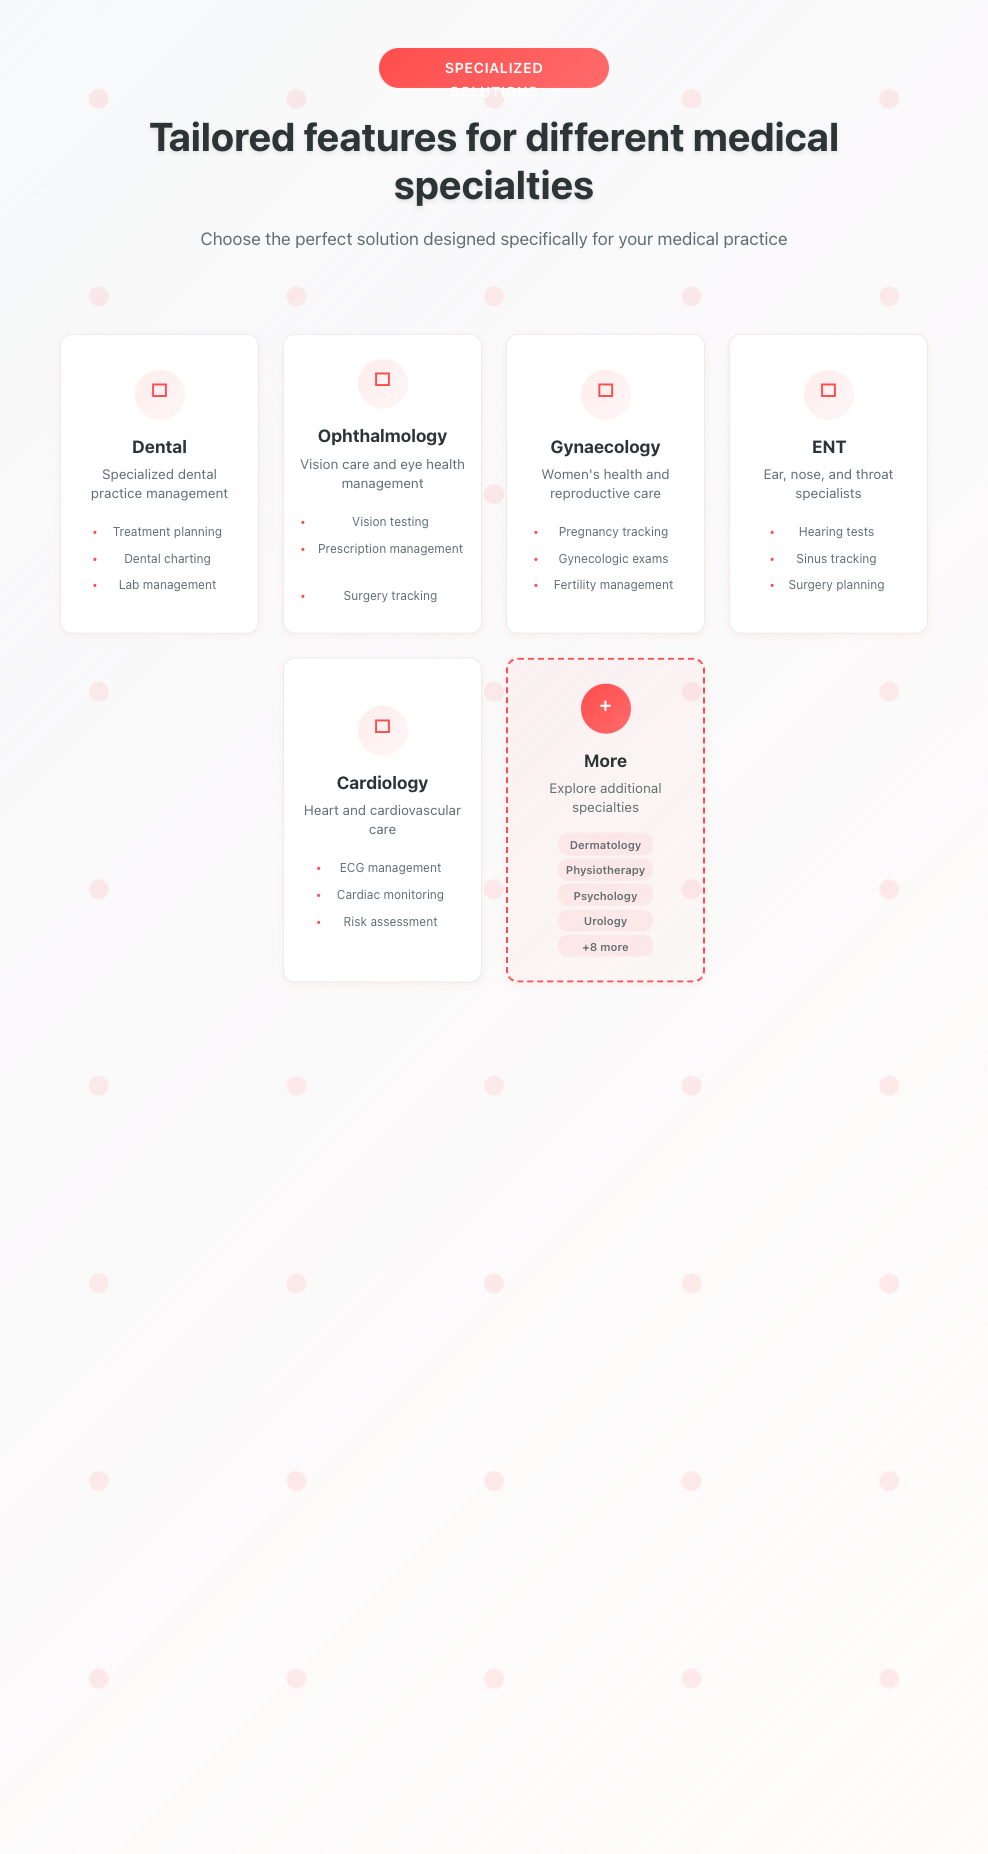 SPECIALIZED
SOLUTIONS
Tailored features for different medical
specialties
Choose the perfect solution designed specifically for your medical practice
Dental
Specialized dental
practice management
• Treatment planning
• Dental charting
• Lab management
Ophthalmology
Vision care and eye health
management
• Vision testing
• Prescription management
• Surgery tracking
Gynaecology
Women's health and
reproductive care
• Pregnancy tracking
• Gynecologic exams
• Fertility management
ENT
Ear, nose, and throat
specialists
• Hearing tests
• Sinus tracking
• Surgery planning
Cardiology
Heart and cardiovascular
care
• ECG management
• Cardiac monitoring
• Risk assessment
+
More
Explore additional
specialties
Dermatology
Physiotherapy
Psychology
Urology
+8 more